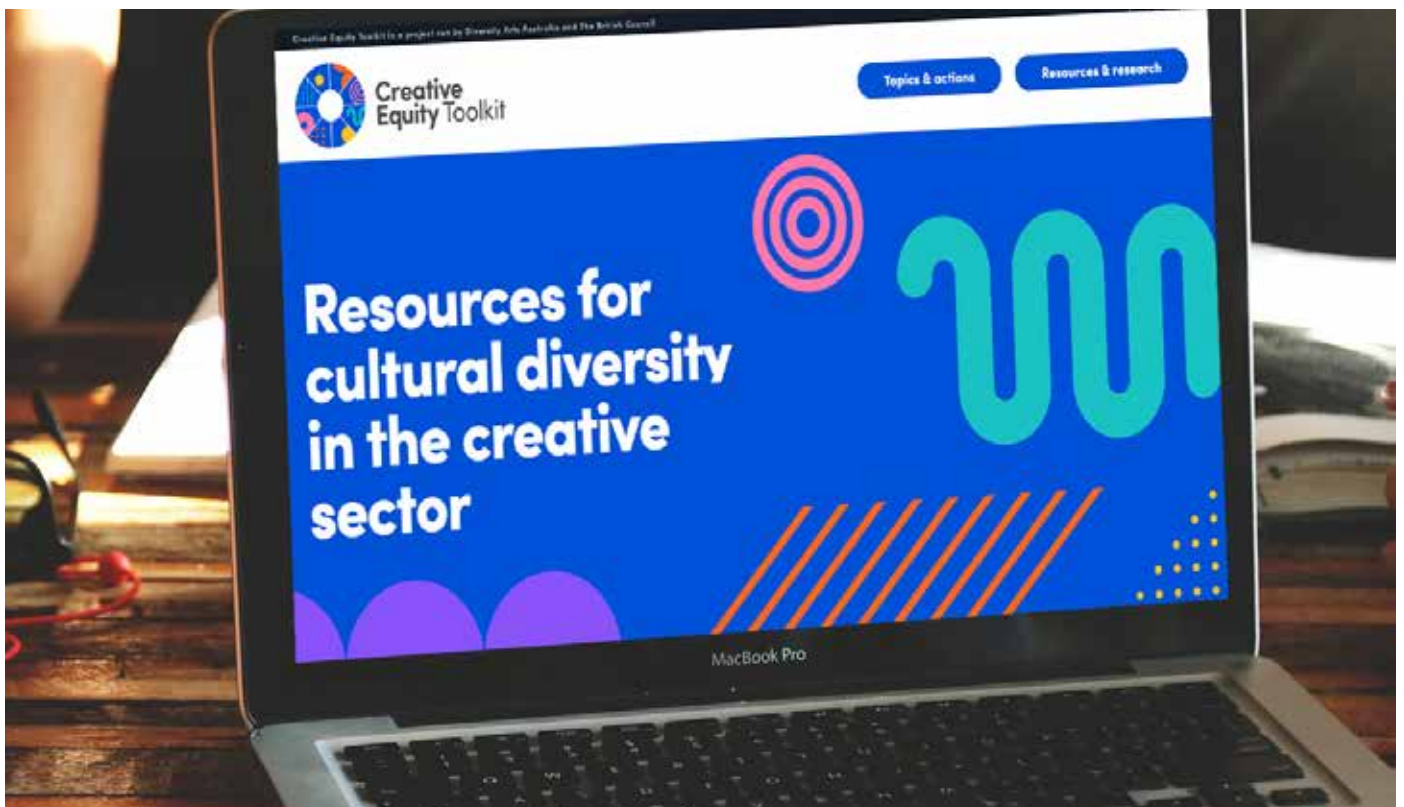 Creative Equity Toolkit is a project run by Diversity Arts Australia and The British Council
Creative
Equity Toolkit
Topics & actions
Resources & research
Resources for
cultural diversity
in the creative
sector
MacBook Pro